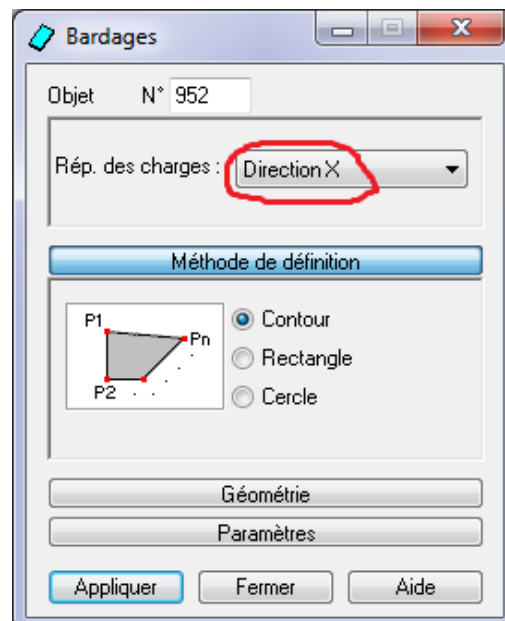 Bardages
Objet N° 952
Rép. des charges : Direction X
Méthode de définition
P1
Pn
P2
Contour
Rectangle
Cercle
Géométrie
Paramètres
Appliquer Fermer Aide